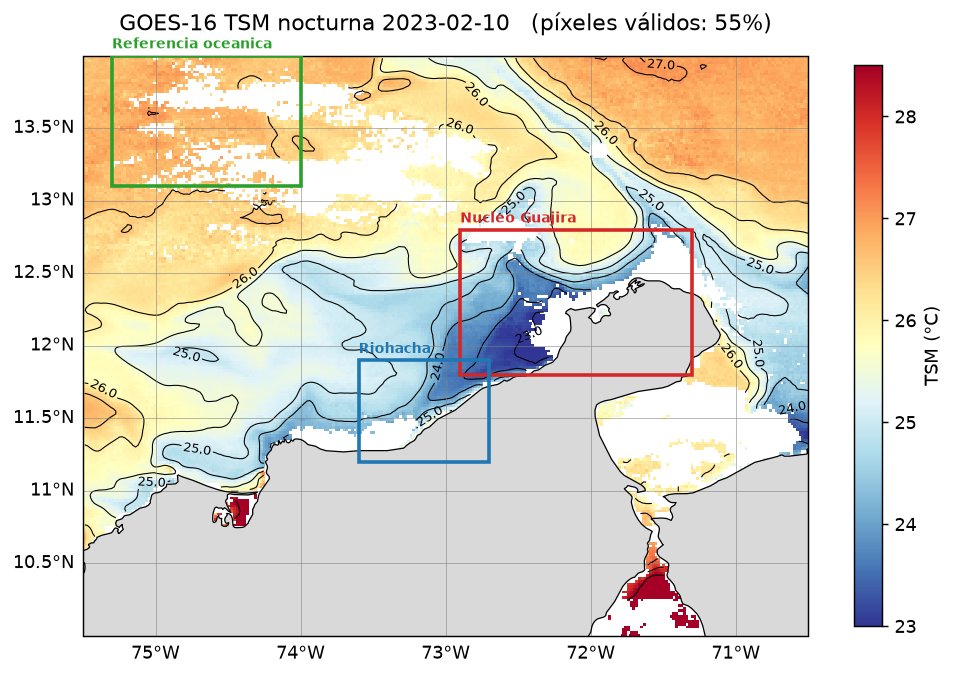 GOES-16 TSM nocturna 2023-02-10 (píxeles válidos: 55%)
Referencia oceanica
27.0
26.0
26.0
26.0
13.5°N
13°N
25.0
25.0
Nucleo Guajira
12.5°N
26.0
25.0
12°N
23.0
Riohacha
25.0
24.0
26.0
25.0
11.5°N
26.0
25.0
24.0
25.0
11°N
25.0
10.5°N
75°W
74°W
73°W
72°W
71°W
28
27
26
25
24
23
TSM (°C)